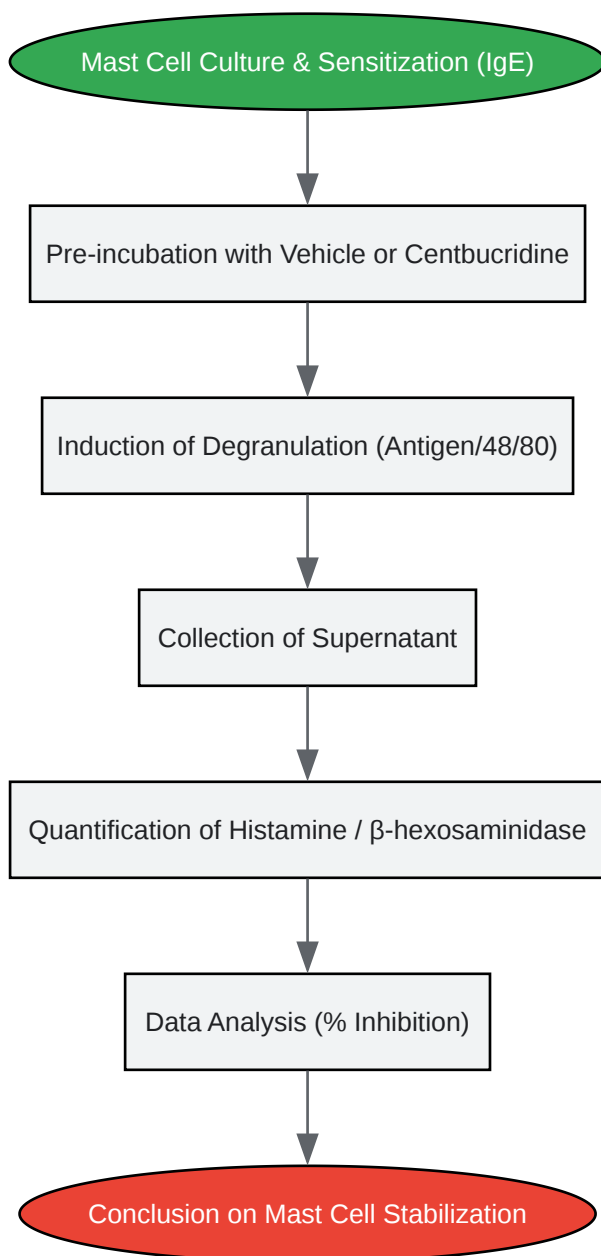 Mast Cell Culture & Sensitization (IgE)
Pre-incubation with Vehicle or Centbucridine
Induction of Degranulation (Antigen/48/80)
Collection of Supernatant
Quantification of Histamine / β-hexosaminidase
Data Analysis (% Inhibition)
Conclusion on Mast Cell Stabilization